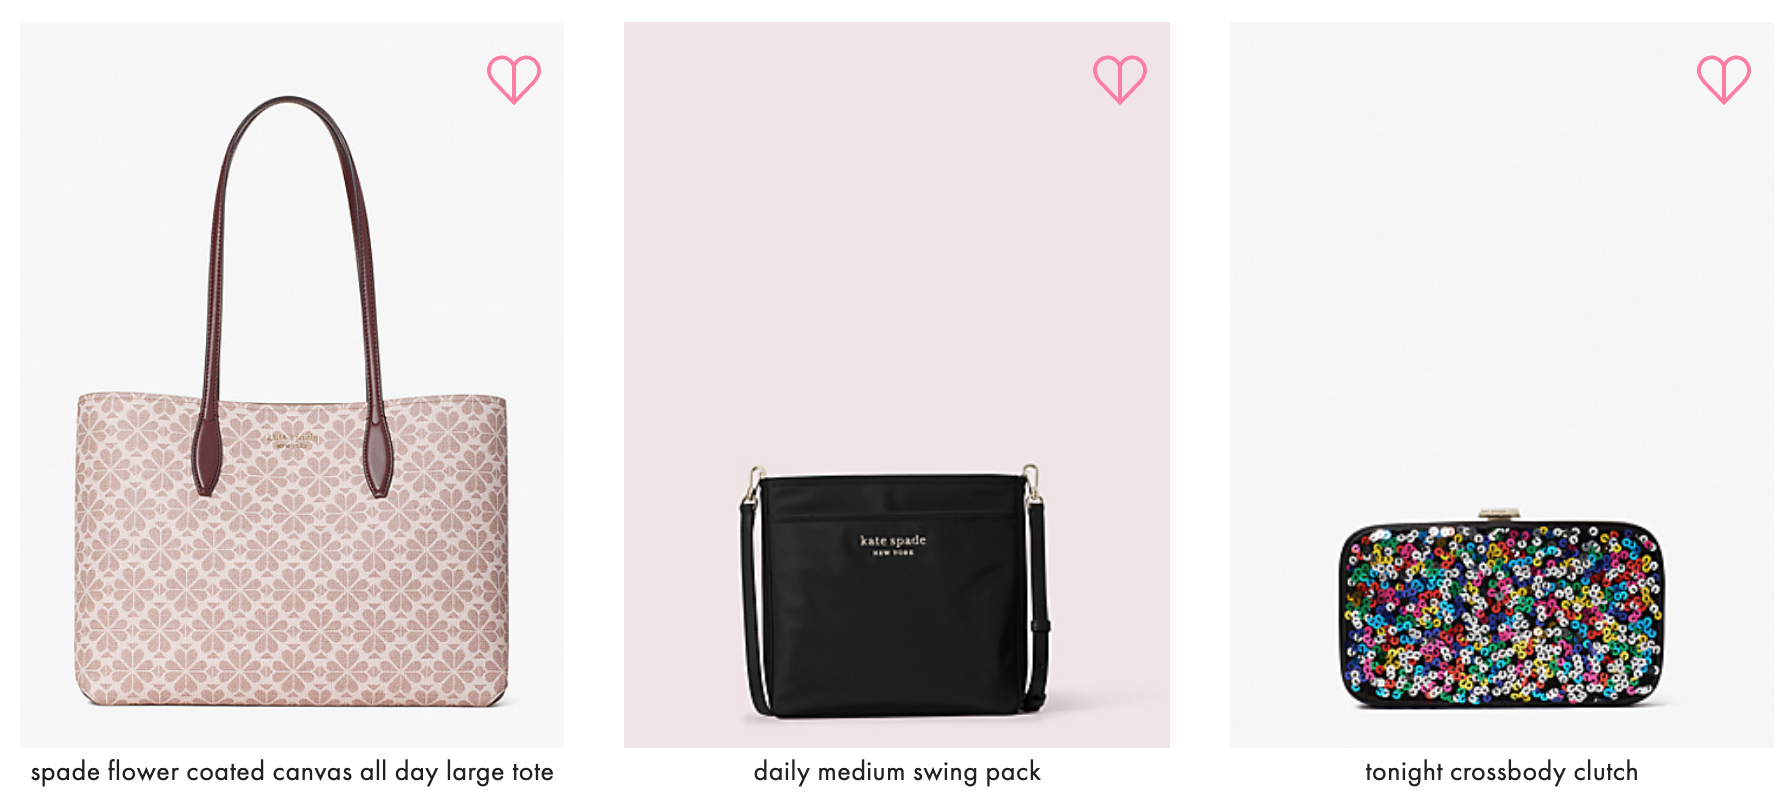 kate spade
NEW YORK
kate spade
NEW YORK
spade flower coated canvas all day large tote
daily medium swing pack
tonight crossbody clutch